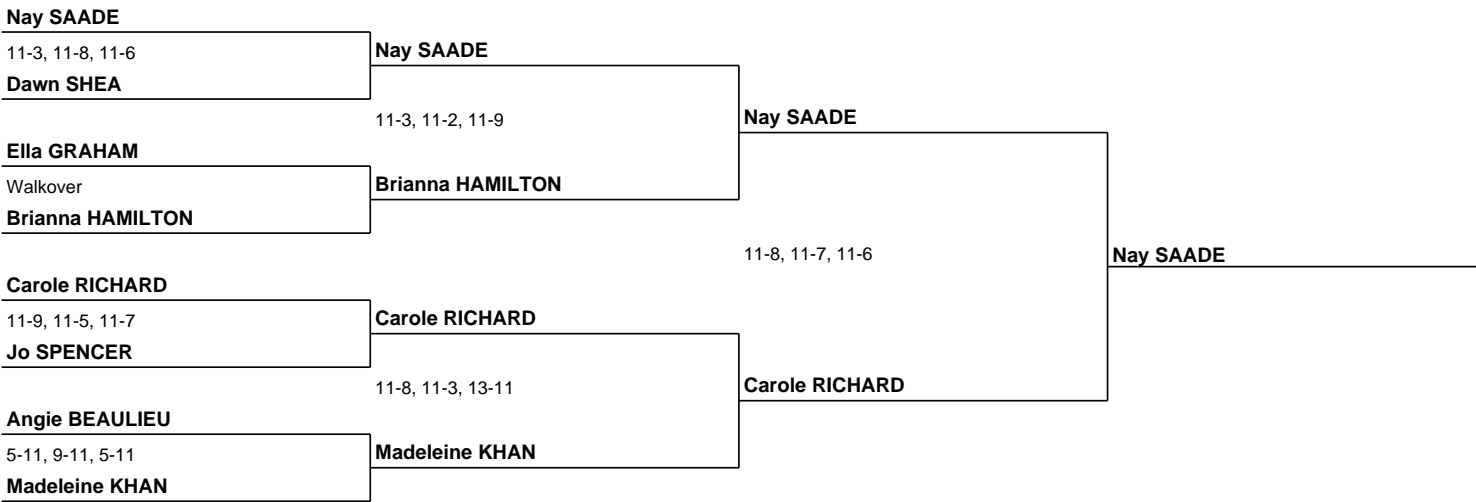 Nay SAADE
11-3, 11-8, 11-6
Dawn SHEA
Ella GRAHAM
Walkover
Brianna HAMILTON
Carole RICHARD
11-9, 11-5, 11-7
Jo SPENCER
Angie BEAULIEU
5-11, 9-11, 5-11
Madeleine KHAN
Nay SAADE
11-3, 11-2, 11-9
Brianna HAMILTON
Carole RICHARD
11-8, 11-3, 13-11
Madeleine KHAN
Nay SAADE
11-8, 11-7, 11-6
Carole RICHARD
Nay SAADE